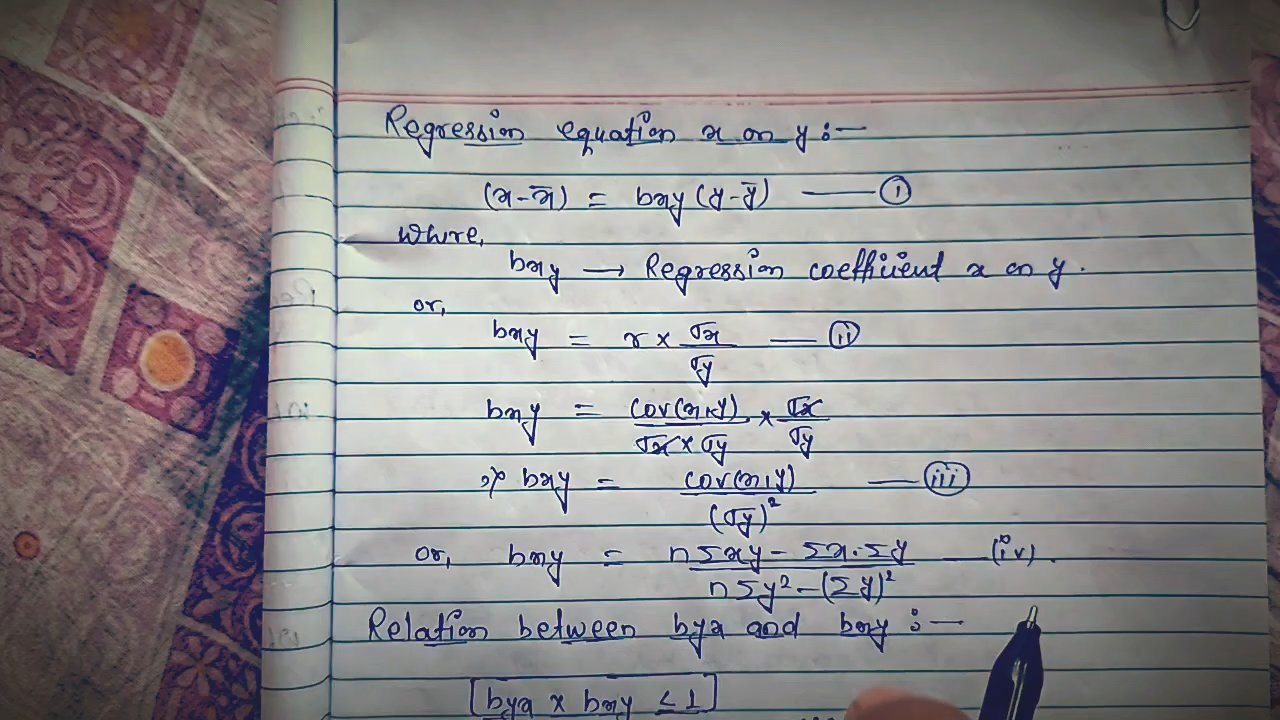 Regression equation x on y :-
(x-x̄) = bxy (y-ȳ) —— (i)
where,
bxy → Regression coefficient x on y.
or,
bxy = r × σx/σy —— (ii)
bxy = cov(x,y)/(σx × σy) × σx/σy
bxy = cov(x,y)/(σy)² —— (iii)
or, bxy = (nΣxy - Σx.Σy)/(nΣy² - (Σy)²) —— (iv).
Relation between byx and bxy :-
[byx × bxy ≤ 1]